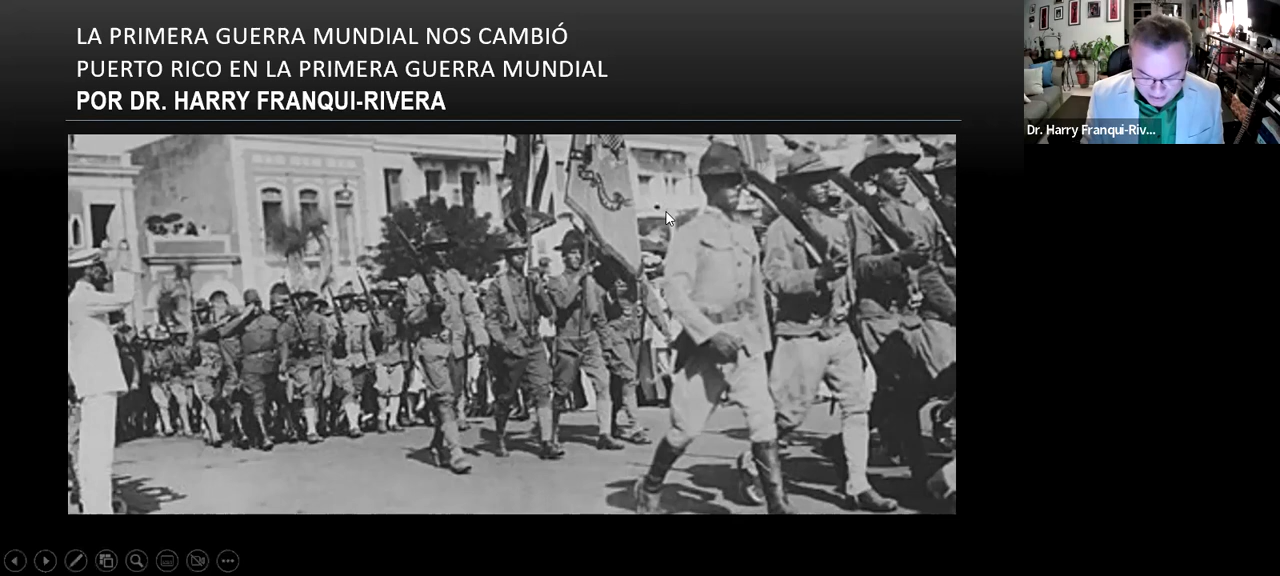 LA PRIMERA GUERRA MUNDIAL NOS CAMBIÓ
PUERTO RICO EN LA PRIMERA GUERRA MUNDIAL
POR DR. HARRY FRANQUI-RIVERA
Dr. Harry Franqui-Riv...